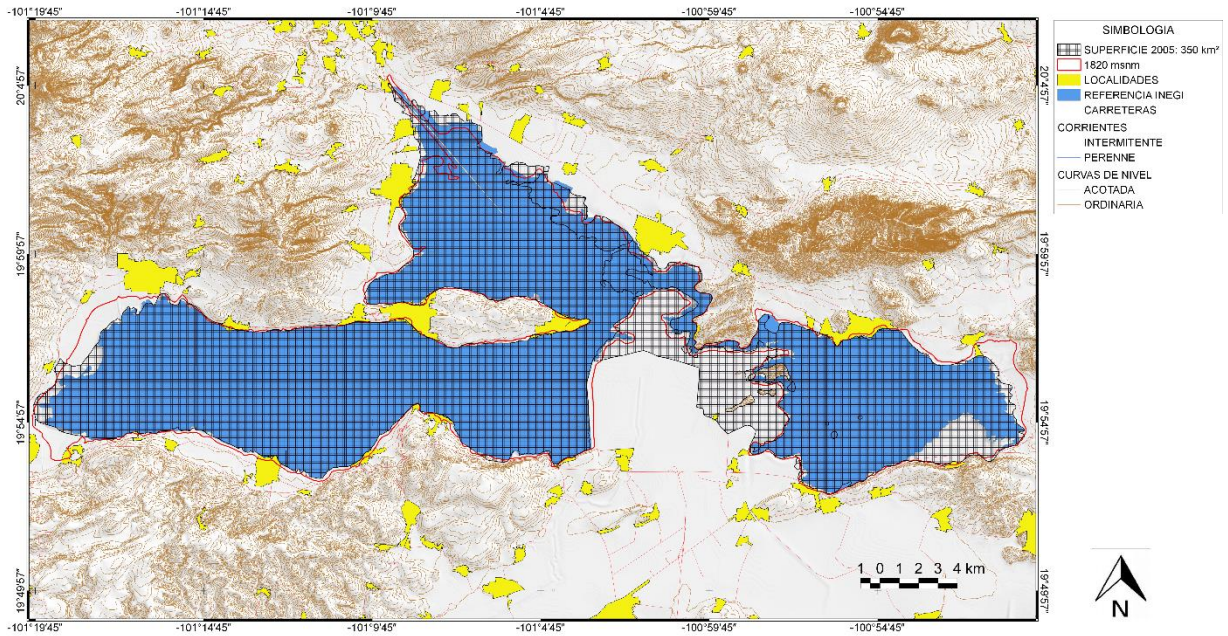 -101°19'45" -101°14'45" -101°9'45" -101°4'45" -100°59'45" -100°54'45"
SIMBOLOGIA
SUPERFICIE 2005: 350 km²
1820 msnm
LOCALIDADES
REFERENCIA INEGI
CARRETERAS
CORRIENTES
INTERMITENTE
PERENNE
CURVAS DE NIVEL
ACOTADA
ORDINARIA
20°4'57" 20°4'57"
19°59'57" 19°59'57"
19°54'57" 19°54'57"
19°49'57" 19°49'57"
1 0 1 2 3 4 km
N
-101°19'45" -101°14'45" -101°9'45" -101°4'45" -100°59'45" -100°54'45"